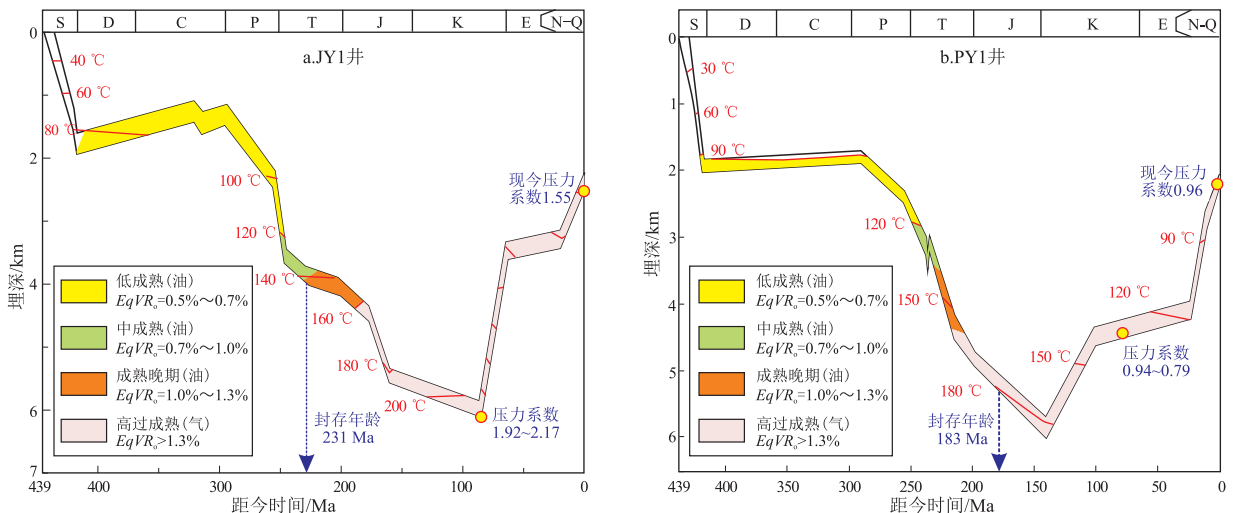 S D C P T J K E N-Q
a.JY1井
0
2
4
6
7
埋深/km
40 ℃
60 ℃
80 ℃
100 ℃
120 ℃
140 ℃
160 ℃
180 ℃
200 ℃
现今压力
系数1.55
封存年龄
231 Ma
压力系数
1.92~2.17
低成熟(油)
EqVRₒ=0.5%～0.7%
中成熟(油)
EqVRₒ=0.7%～1.0%
成熟晚期(油)
EqVRₒ=1.0%～1.3%
高过成熟(气)
EqVRₒ>1.3%
439 400 300 200 100 0
距今时间/Ma
S D C P T J K E N-Q
b.PY1井
0
1
2
3
4
5
6
埋深/km
30 ℃
60 ℃
90 ℃
120 ℃
150 ℃
180 ℃
150 ℃
120 ℃
90 ℃
现今压力
系数0.96
压力系数
0.94~0.79
封存年龄
183 Ma
低成熟(油)
EqVRₒ=0.5%～0.7%
中成熟(油)
EqVRₒ=0.7%～1.0%
成熟晚期(油)
EqVRₒ=1.0%～1.3%
高过成熟(气)
EqVRₒ>1.3%
439 400 350 300 250 200 150 100 50 0
距今时间/Ma